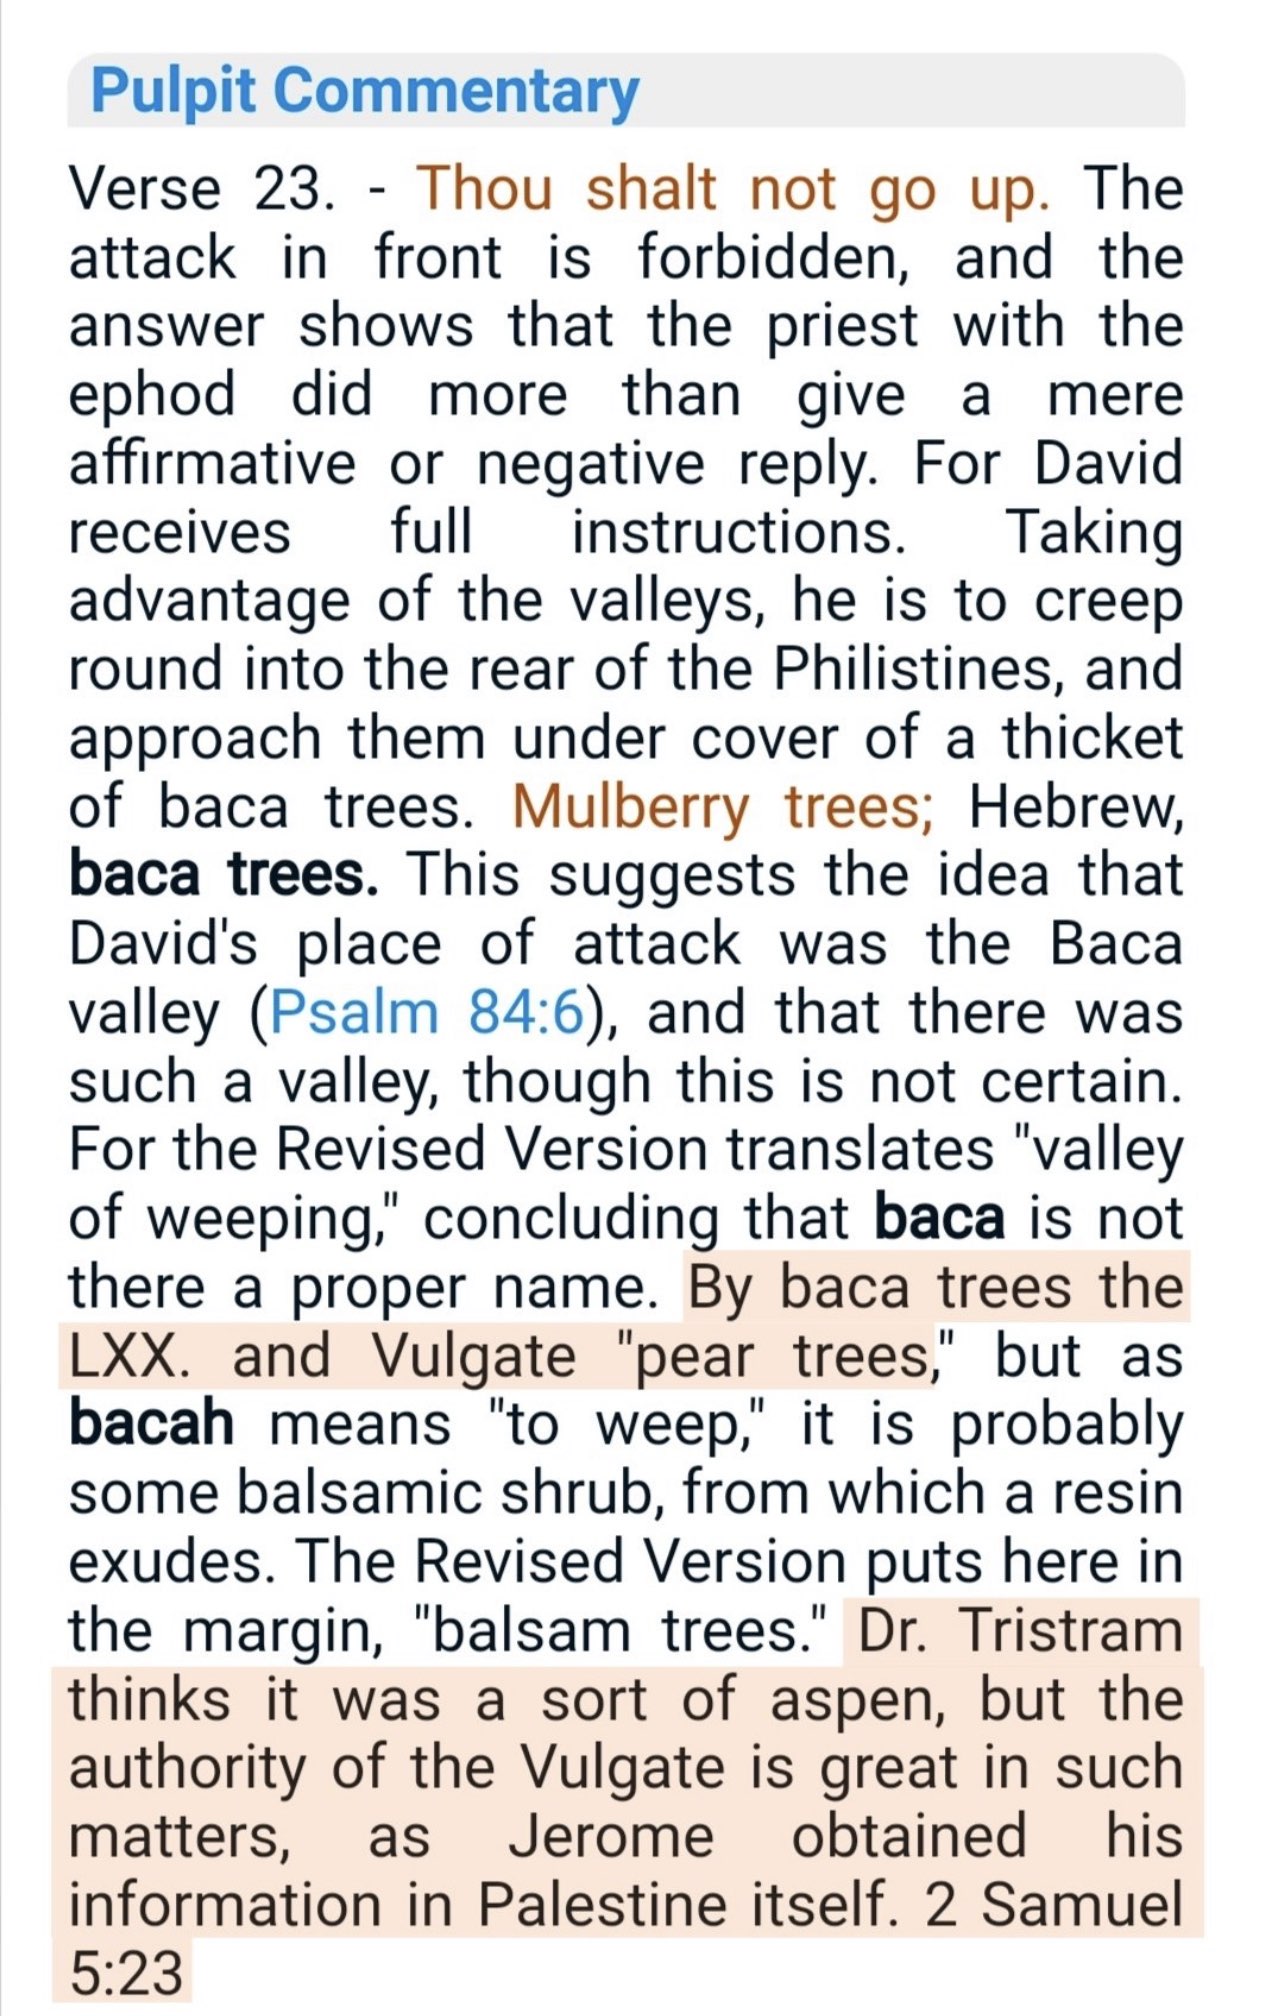 Pulpit Commentary
Verse 23. - Thou shalt not go up. The
attack in front is forbidden, and the
answer shows that the priest with the
ephod did more than give a mere
affirmative or negative reply. For David
receives full instructions. Taking
advantage of the valleys, he is to creep
round into the rear of the Philistines, and
approach them under cover of a thicket
of baca trees. Mulberry trees; Hebrew,
baca trees. This suggests the idea that
David's place of attack was the Baca
valley (Psalm 84:6), and that there was
such a valley, though this is not certain.
For the Revised Version translates "valley
of weeping," concluding that baca is not
there a proper name. By baca trees the
LXX. and Vulgate "pear trees," but as
bacah means "to weep," it is probably
some balsamic shrub, from which a resin
exudes. The Revised Version puts here in
the margin, "balsam trees." Dr. Tristram
thinks it was a sort of aspen, but the
authority of the Vulgate is great in such
matters, as Jerome obtained his
information in Palestine itself. 2 Samuel
5:23